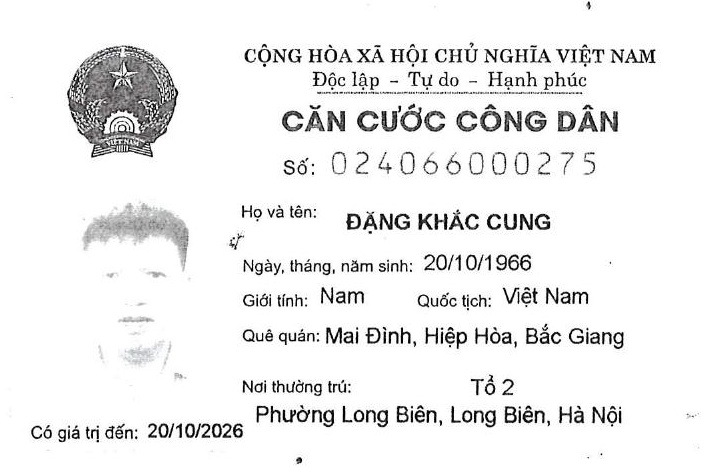 CỘNG HÒA XÃ HỘI CHỦ NGHĨA VIỆT NAM
Độc lập - Tự do - Hạnh phúc
CĂN CƯỚC CÔNG DÂN
Số: 024066000275
Họ và tên: ĐẶNG KHẮC CUNG
Ngày, tháng, năm sinh: 20/10/1966
Giới tính: Nam Quốc tịch: Việt Nam
Quê quán: Mai Đình, Hiệp Hòa, Bắc Giang
Nơi thường trú: Tổ 2
Phường Long Biên, Long Biên, Hà Nội
Có giá trị đến: 20/10/2026
VIỆT NAM